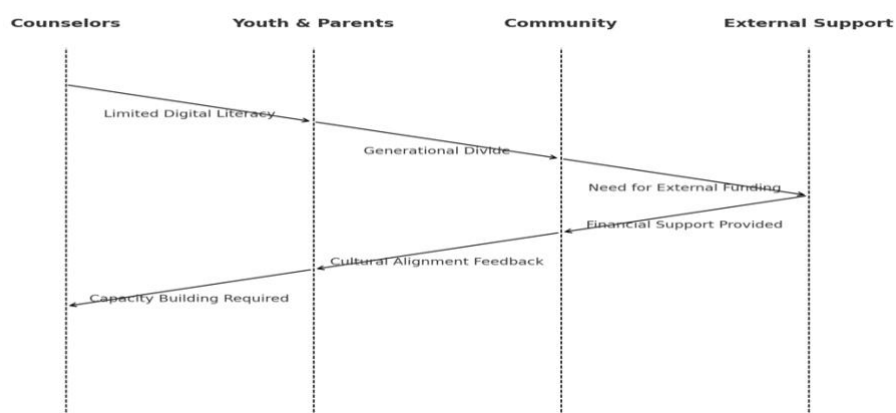 Counselors Youth & Parents Community External Support
Limited Digital Literacy
Generational Divide
Need for External Funding
Financial Support Provided
Cultural Alignment Feedback
Capacity Building Required